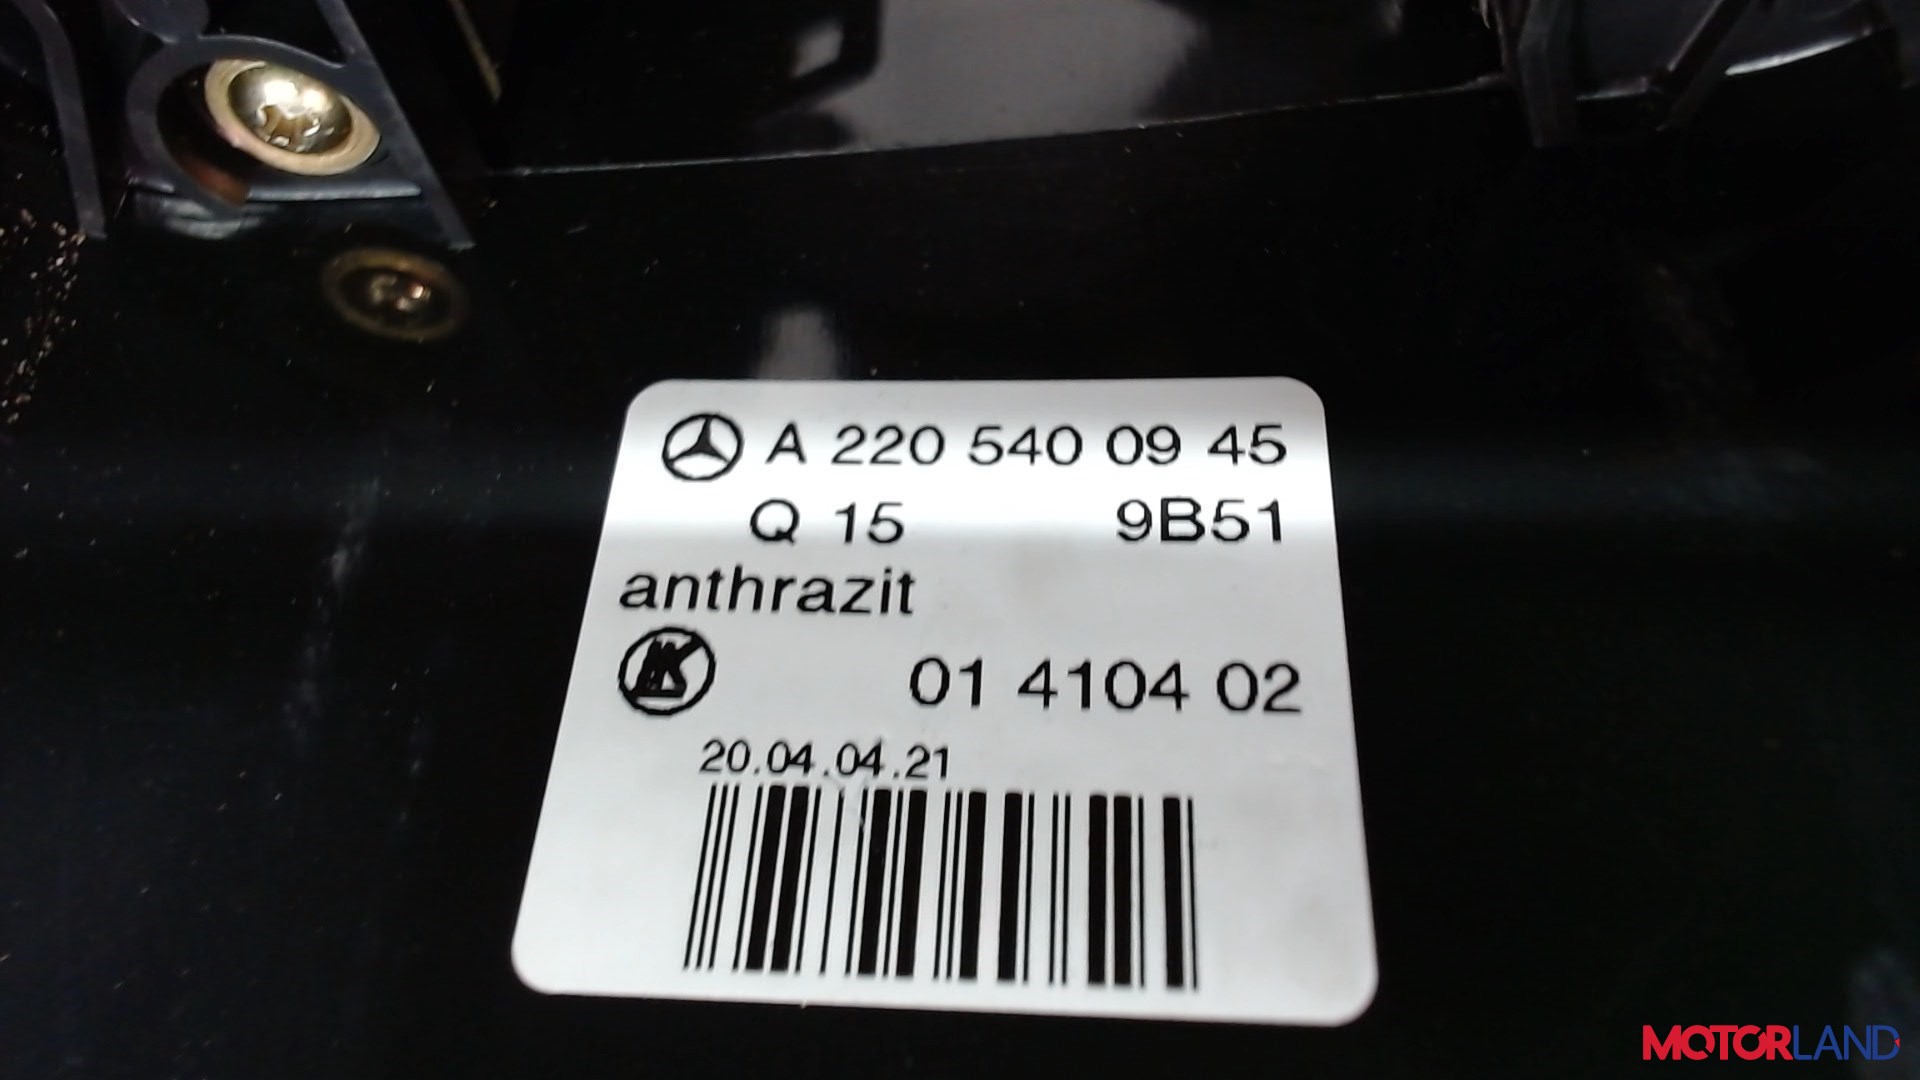 A 220 540 09 45
Q 15 9B51
anthrazit
K
01 4104 02
20.04.04.21
MOTORLAND